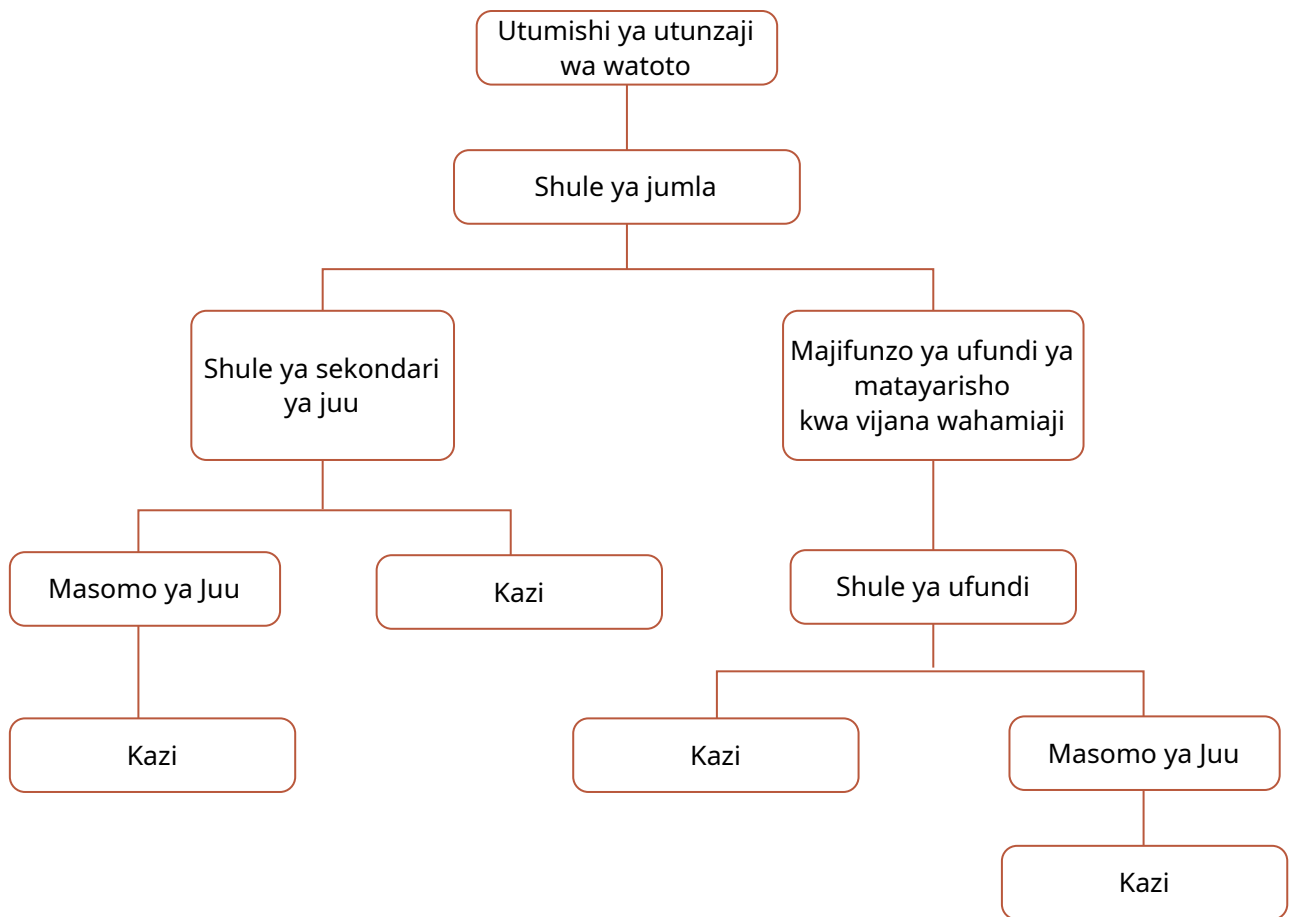 Utumishi ya utunzaji
wa watoto
Shule ya jumla
Shule ya sekondari
ya juu
Majifunzo ya ufundi ya
matayarisho
kwa vijana wahamiaji
Masomo ya Juu
Kazi
Shule ya ufundi
Kazi
Kazi
Masomo ya Juu
Kazi